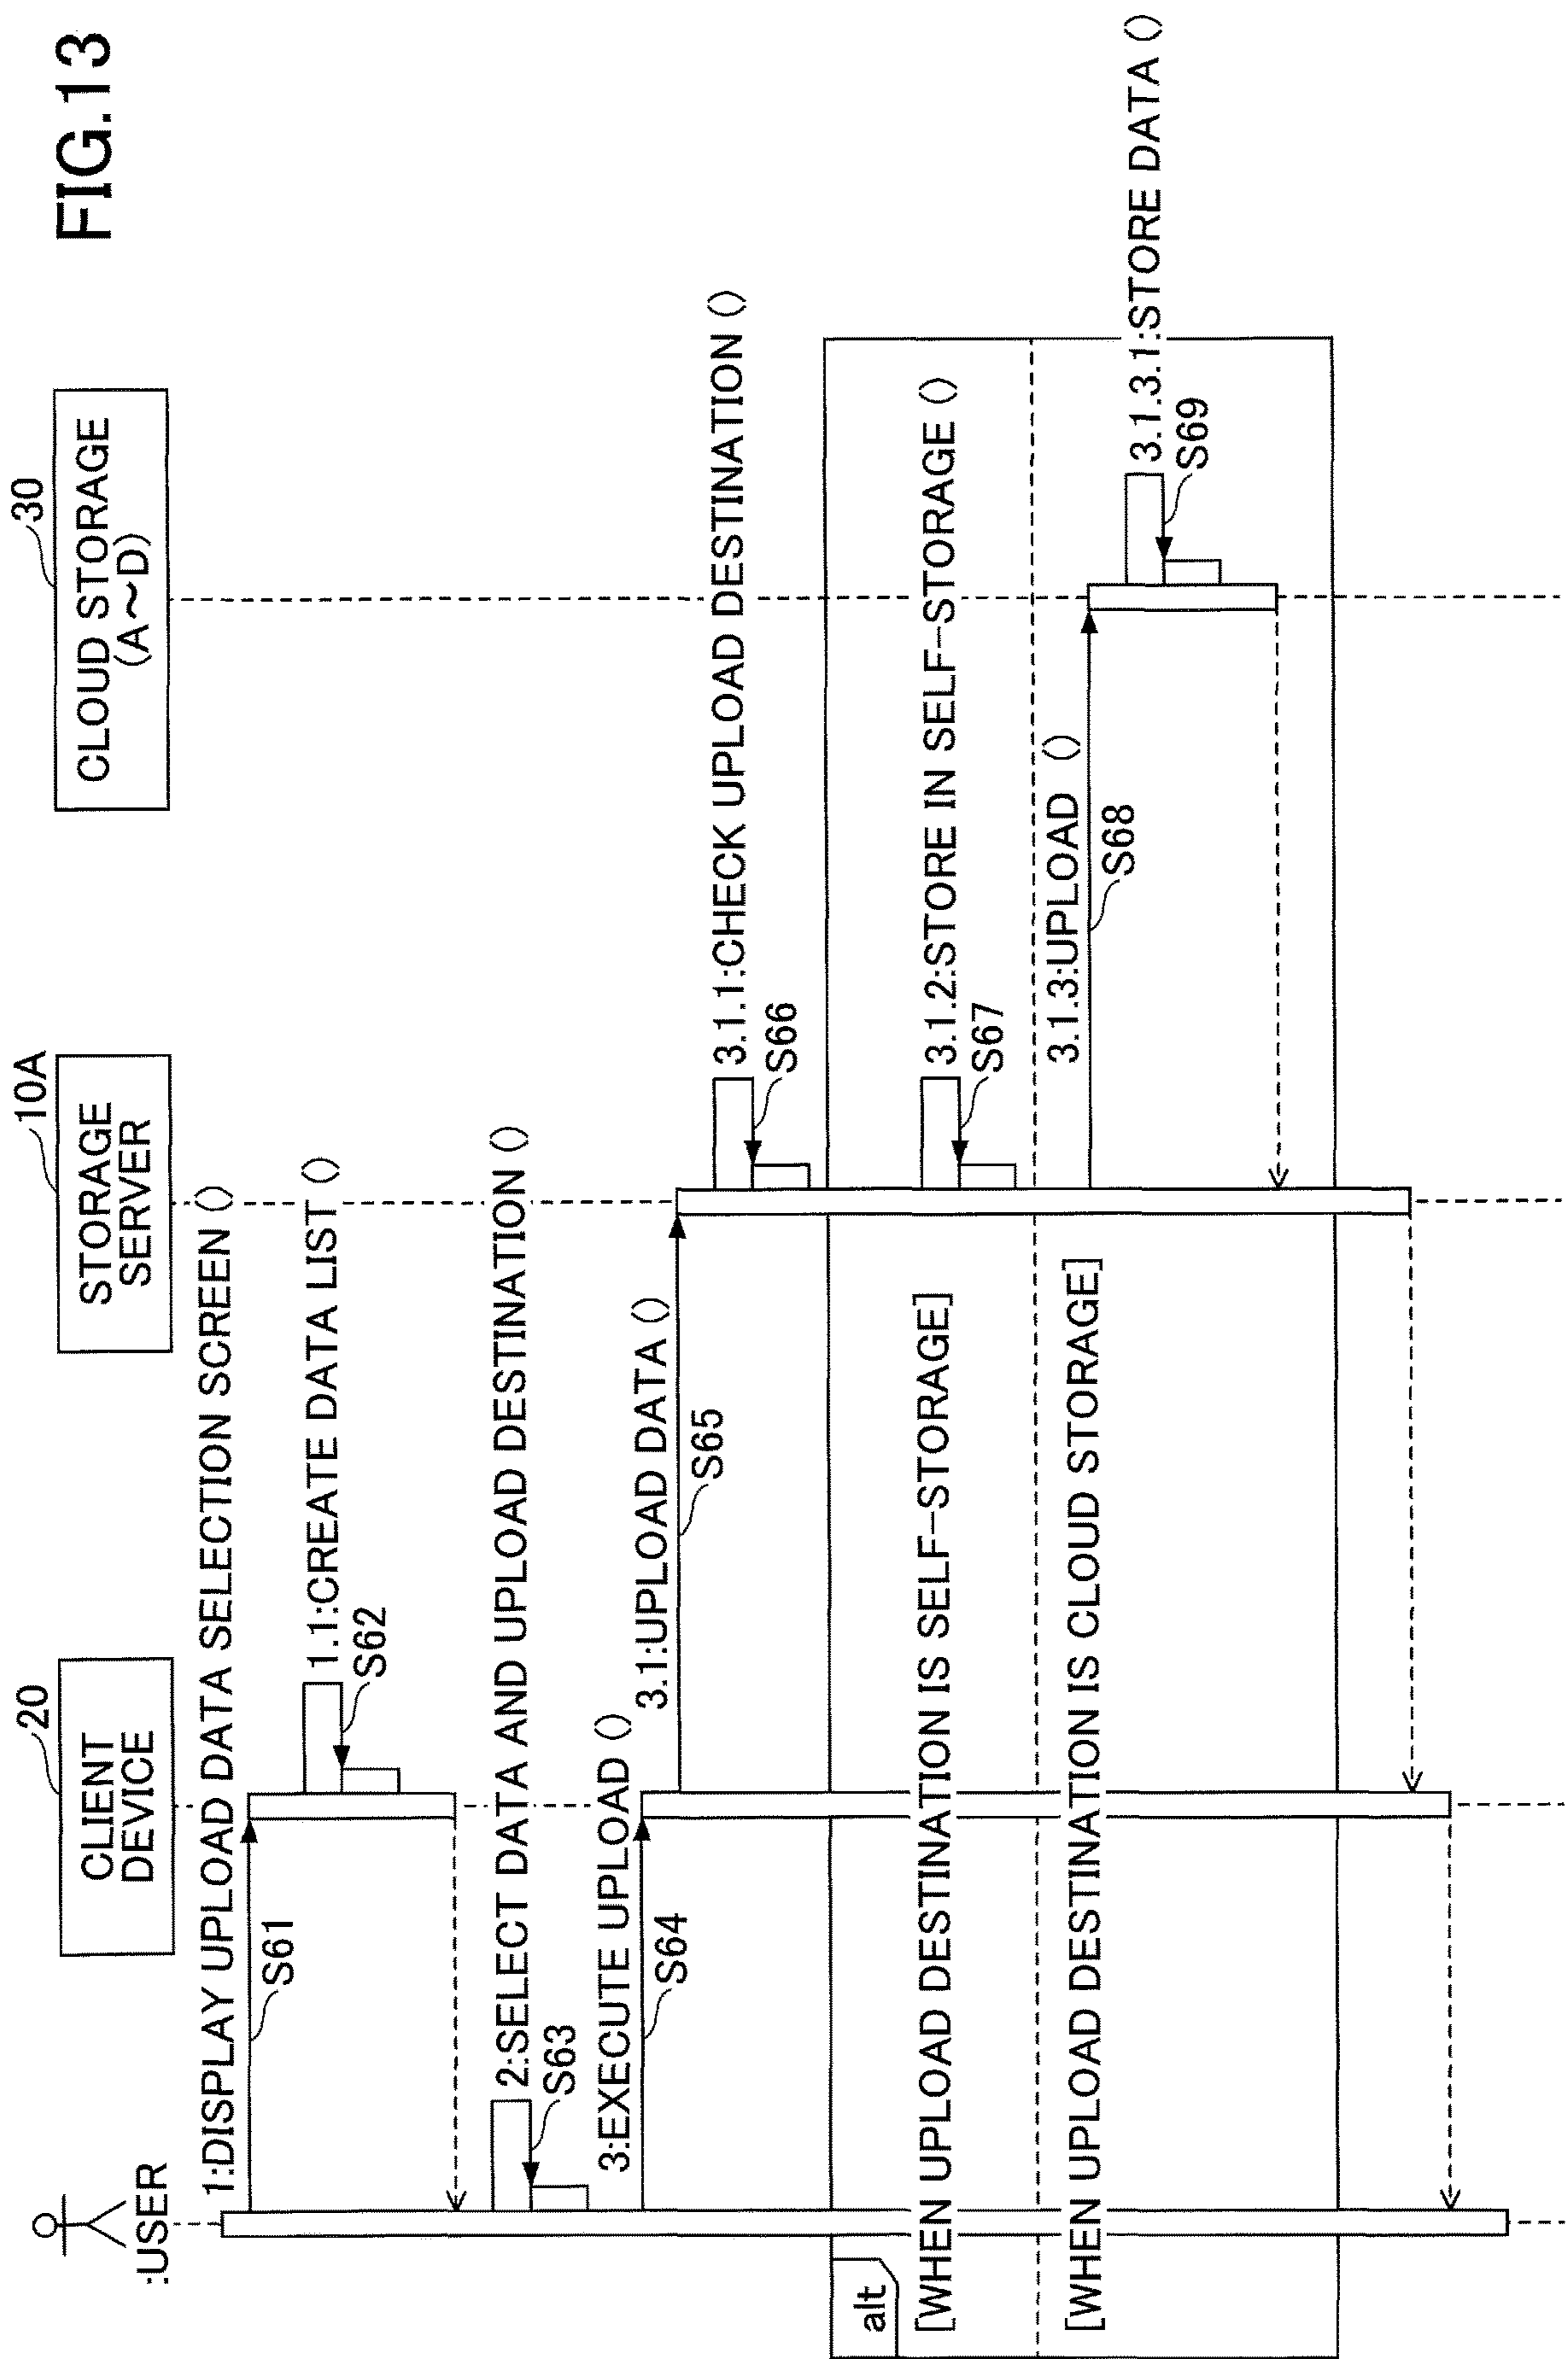 FIG.13
:USER
20
CLIENT
DEVICE
10A
STORAGE
SERVER
30
CLOUD STORAGE
(A~D)
1:DISPLAY UPLOAD DATA SELECTION SCREEN ()
S61
1.1:CREATE DATA LIST ()
S62
2:SELECT DATA AND UPLOAD DESTINATION ()
S63
3:EXECUTE UPLOAD ()
S64
3.1:UPLOAD DATA ()
S65
3.1.1:CHECK UPLOAD DESTINATION ()
S66
alt
[WHEN UPLOAD DESTINATION IS SELF-STORAGE]
3.1.2:STORE IN SELF-STORAGE ()
S67
[WHEN UPLOAD DESTINATION IS CLOUD STORAGE]
3.1.3:UPLOAD ()
S68
3.1.3.1:STORE DATA ()
S69